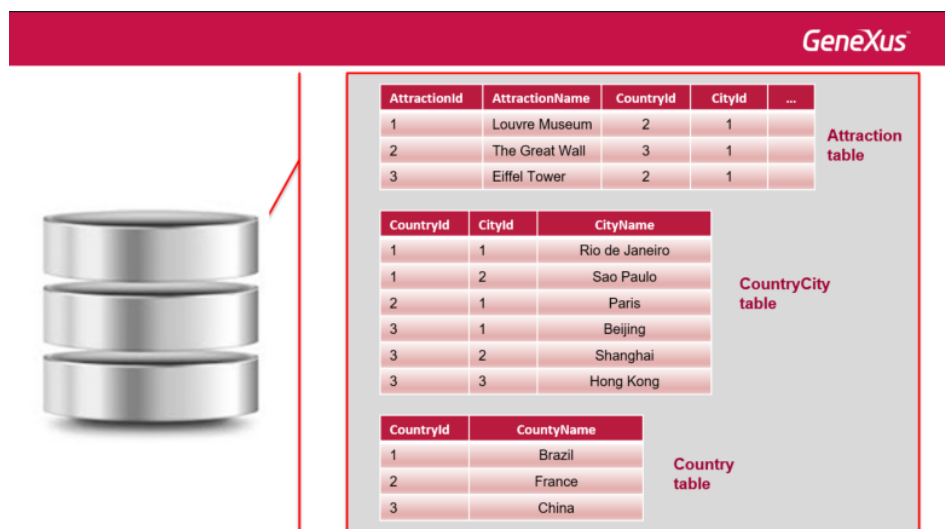 GeneXus
AttractionId AttractionName CountryId CityId ...
1 Louvre Museum 2 1
2 The Great Wall 3 1
3 Eiffel Tower 2 1
Attraction
table
CountryId CityId CityName
1 1 Rio de Janeiro
1 2 Sao Paulo
2 1 Paris
3 1 Beijing
3 2 Shanghai
3 3 Hong Kong
CountryCity
table
CountryId CountyName
1 Brazil
2 France
3 China
Country
table